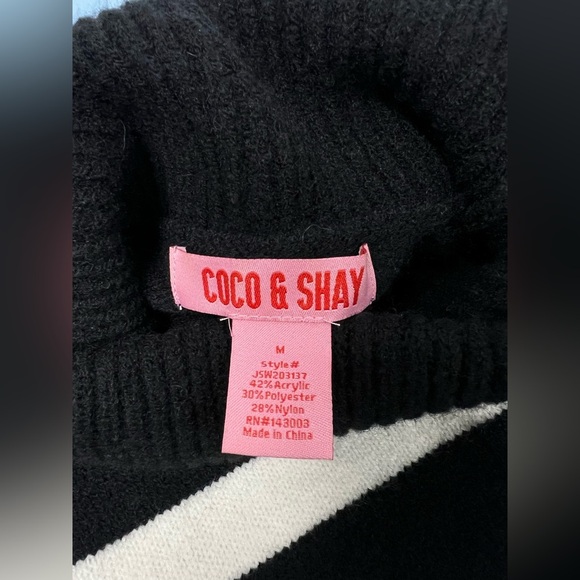 COCO & SHAY
M
Style#
JSW203137
42%Acrylic
30%Polyester
28%Nylon
RN#143003
Made in China